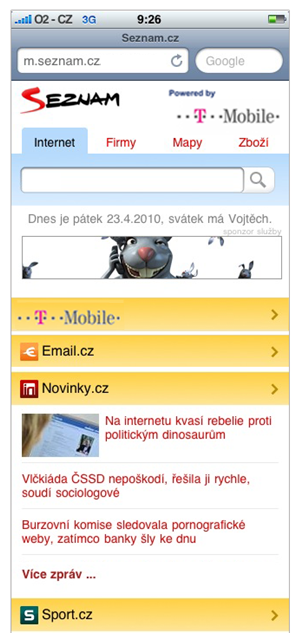 O2 - CZ 3G 9:26
Seznam.cz
m.seznam.cz Google
SEZNAM
Powered by
T Mobile
Internet Firmy Mapy Zboží
Dnes je pátek 23.4.2010, svátek má Vojtěch.
sponzor služby
T Mobile
Email.cz
Novinky.cz
Na internetu kvasí rebelie proti
politickým dinosaurům
Vlčkiáda ČSSD nepoškodí, řešila ji rychle,
soudí sociologové
Burzovní komise sledovala pornografické
weby, zatímco banky šly ke dnu
Více zpráv ...
S Sport.cz